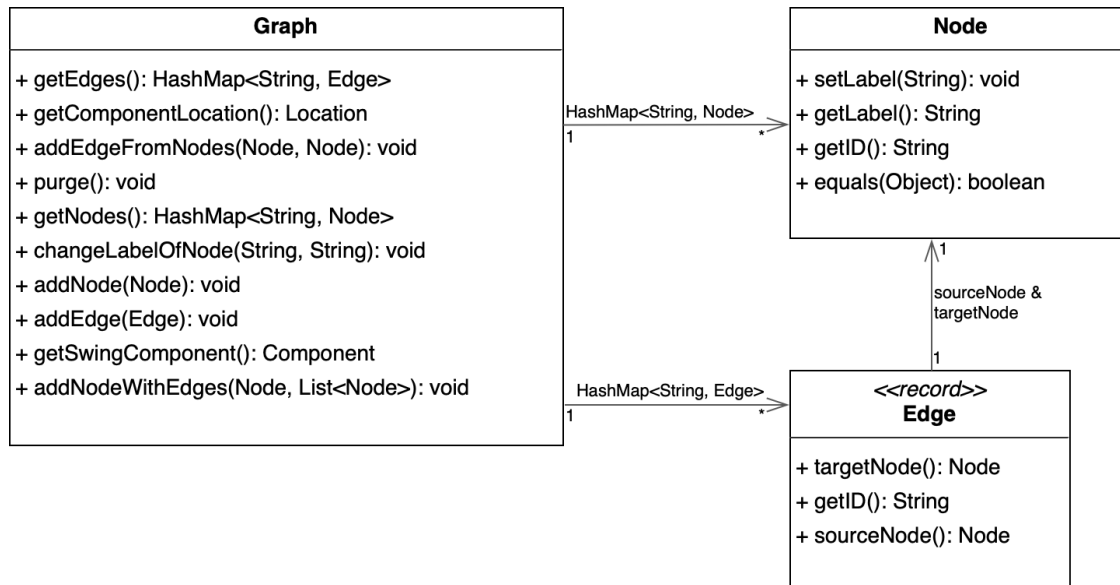 Graph
+ getEdges(): HashMap<String, Edge>
+ getComponentLocation(): Location
+ addEdgeFromNodes(Node, Node): void
+ purge(): void
+ getNodes(): HashMap<String, Node>
+ changeLabelOfNode(String, String): void
+ addNode(Node): void
+ addEdge(Edge): void
+ getSwingComponent(): Component
+ addNodeWithEdges(Node, List<Node>): void
HashMap<String, Node>
1
*
Node
+ setLabel(String): void
+ getLabel(): String
+ getID(): String
+ equals(Object): boolean
1
sourceNode &
targetNode
1
HashMap<String, Edge>
1
*
<<record>>
Edge
+ targetNode(): Node
+ getID(): String
+ sourceNode(): Node